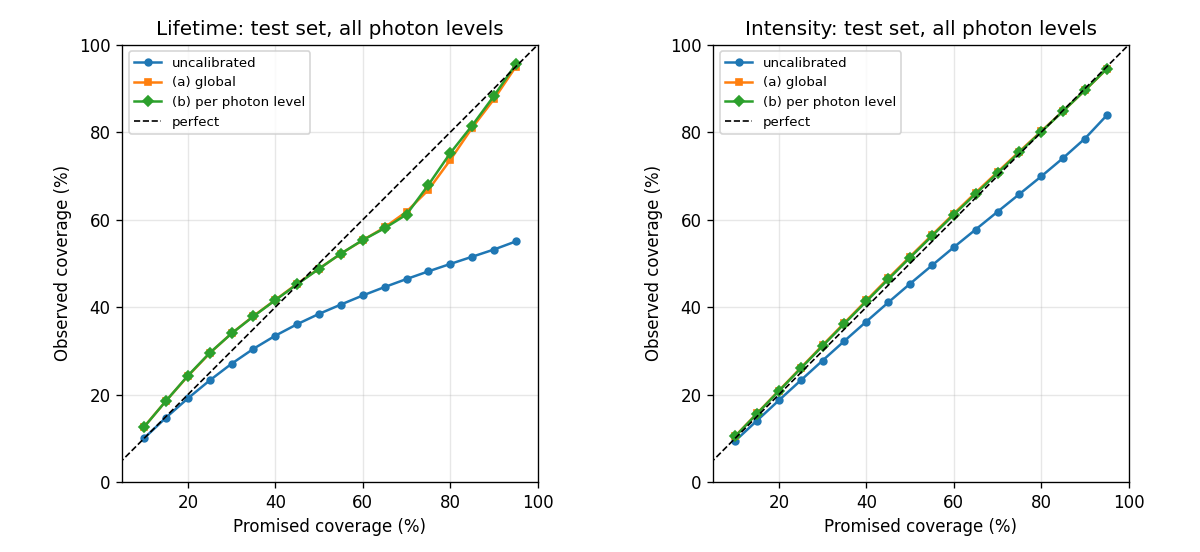 Lifetime: test set, all photon levels
100
80
60
40
20
0
20
40
60
80
100
Observed coverage (%)
Promised coverage (%)
uncalibrated
(a) global
(b) per photon level
perfect
Intensity: test set, all photon levels
100
80
60
40
20
0
20
40
60
80
100
Observed coverage (%)
Promised coverage (%)
uncalibrated
(a) global
(b) per photon level
perfect